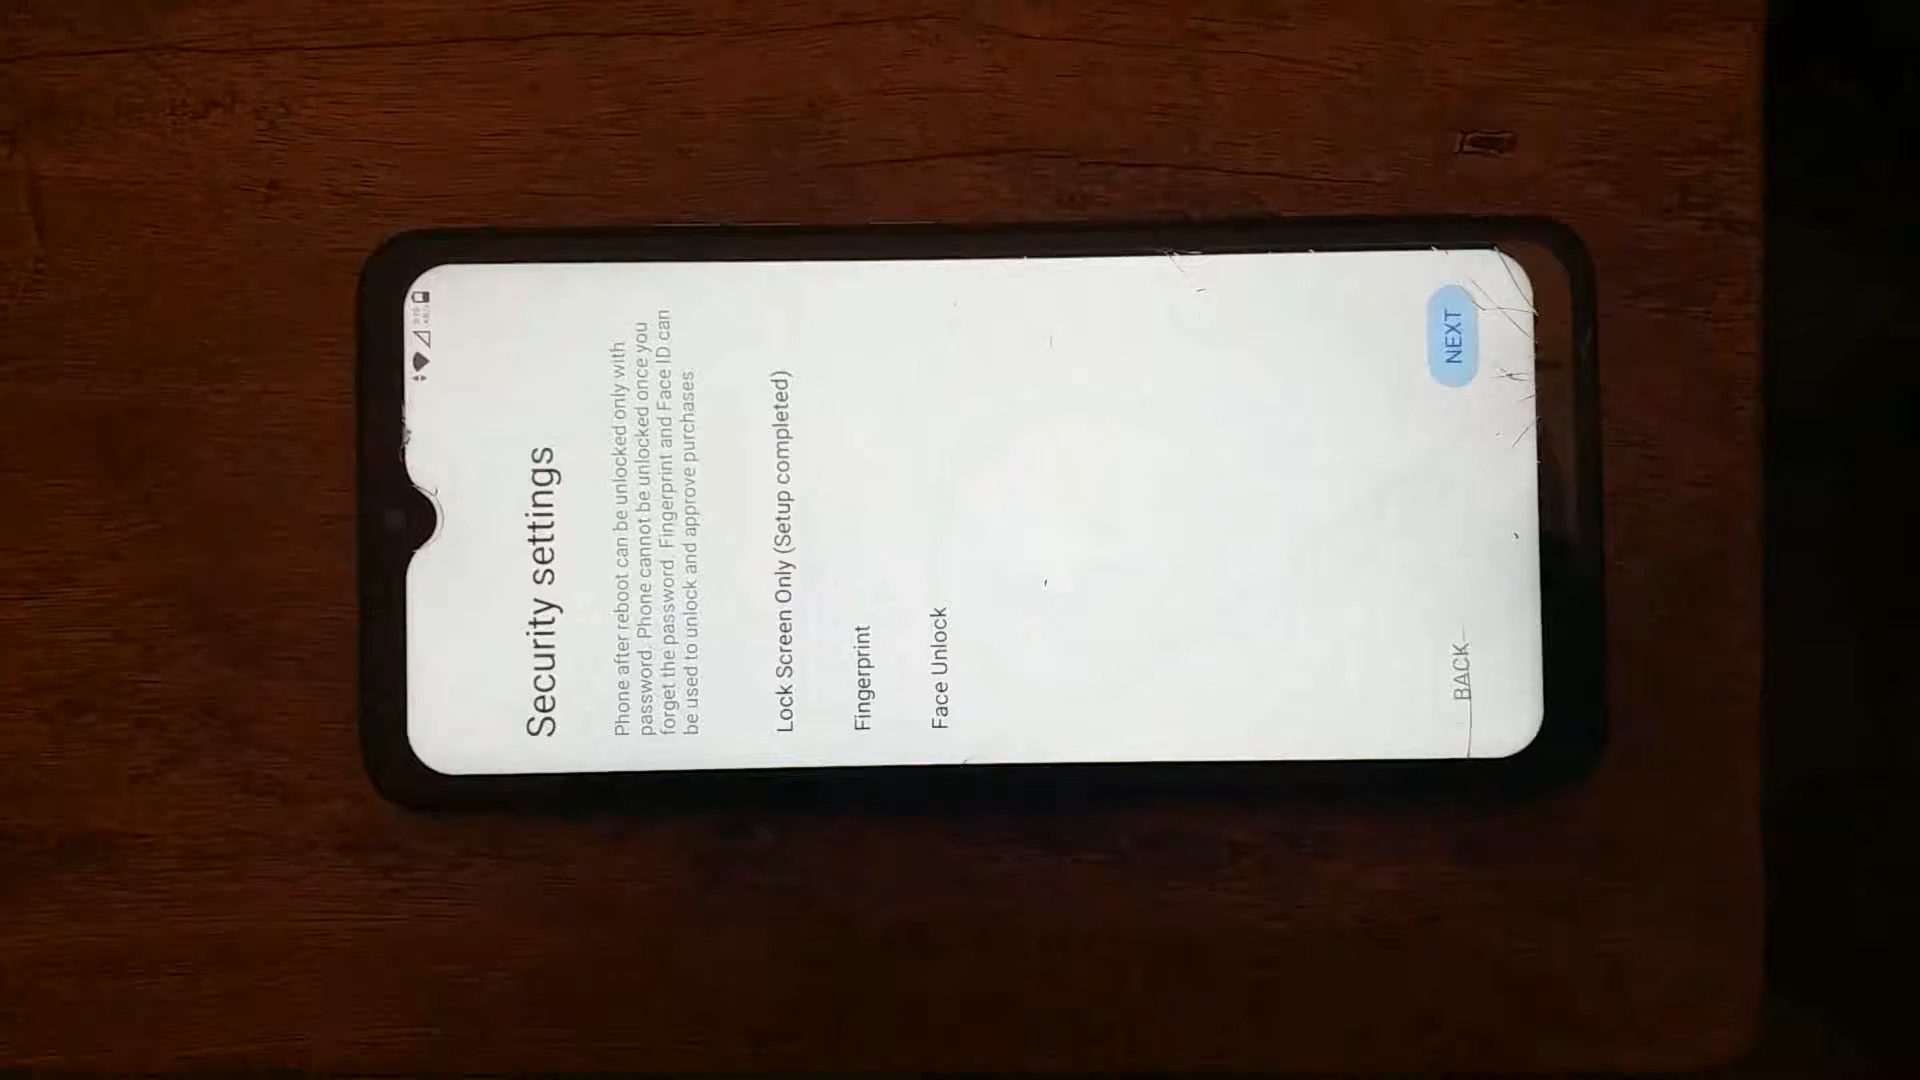 Security settings
Phone after reboot can be unlocked only with
password. Phone cannot be unlocked once you
forget the password. Fingerprint and Face ID can
be used to unlock and approve purchases.
Lock Screen Only (Setup completed)
Fingerprint
Face Unlock
BACK
NEXT